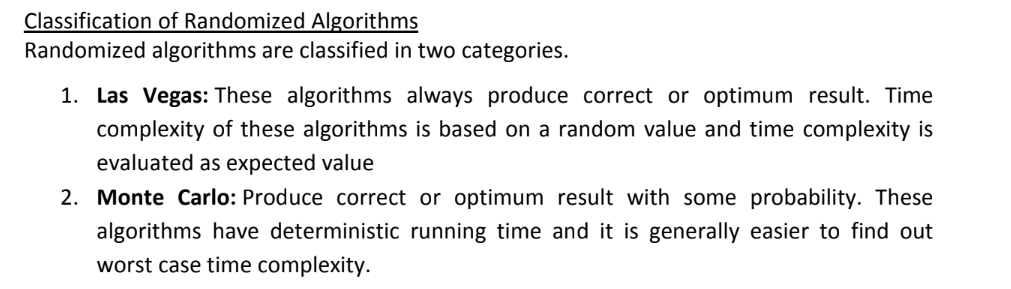 Classification of Randomized Algorithms
Randomized algorithms are classified in two categories.
1. Las Vegas: These algorithms always produce correct or optimum result. Time
complexity of these algorithms is based on a random value and time complexity is
evaluated as expected value
2. Monte Carlo: Produce correct or optimum result with some probability. These
algorithms have deterministic running time and it is generally easier to find out
worst case time complexity.